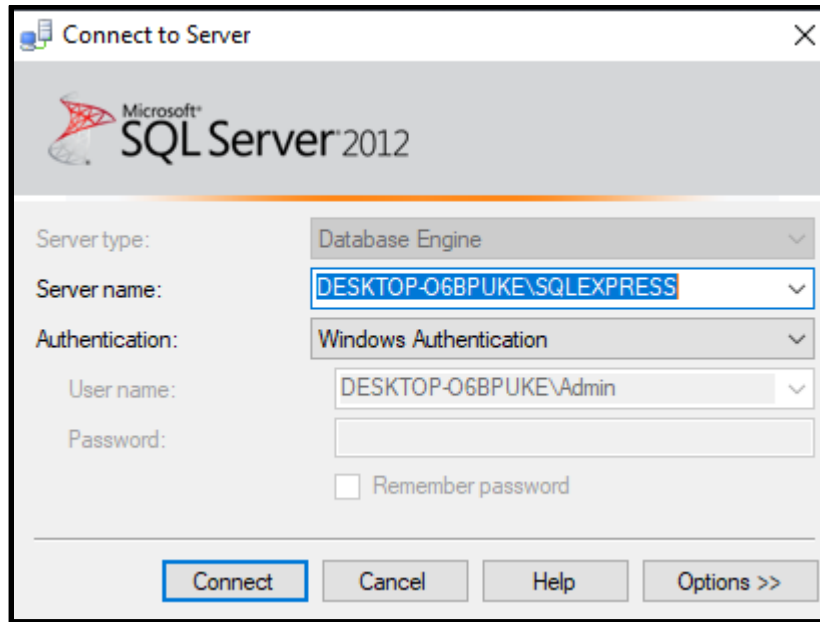 Connect to Server
Microsoft®
SQL Server® 2012
Server type: Database Engine
Server name: DESKTOP-O6BPUKE\SQLEXPRESS
Authentication: Windows Authentication
User name: DESKTOP-O6BPUKE\Admin
Password:
Remember password
Connect Cancel Help Options >>